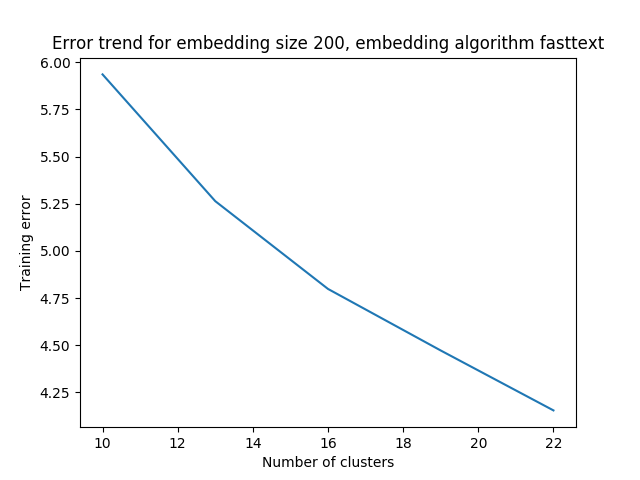 Error trend for embedding size 200, embedding algorithm fasttext
6.00
5.75
5.50
5.25
5.00
4.75
4.50
4.25
Training error
10 12 14 16 18 20 22
Number of clusters